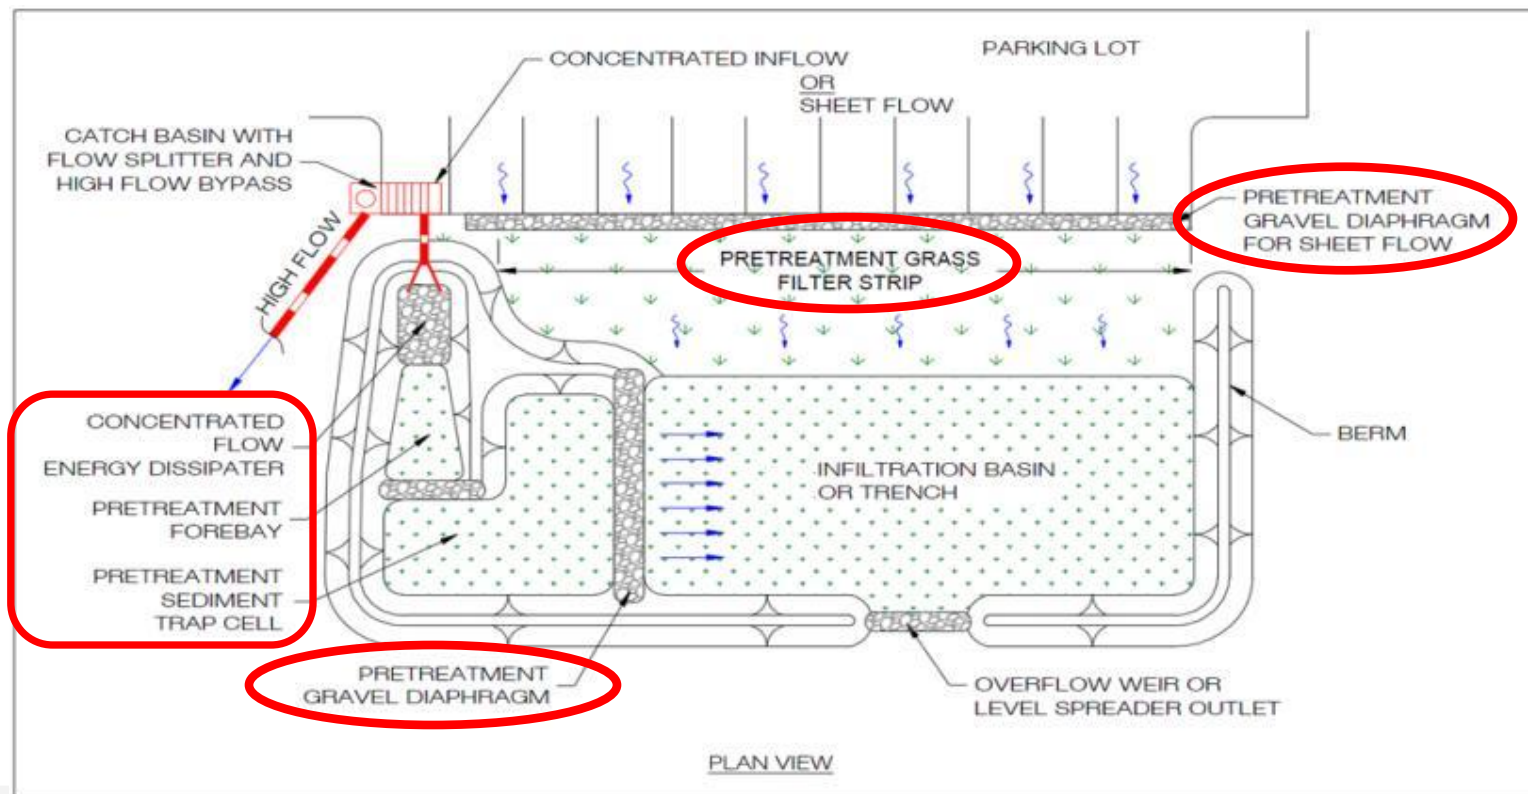 CONCENTRATED INFLOW
OR
SHEET FLOW
PARKING LOT
CATCH BASIN WITH
FLOW SPLITTER AND
HIGH FLOW BYPASS
PRETREATMENT
GRAVEL DIAPHRAGM
FOR SHEET FLOW
HIGH FLOW
PRETREATMENT GRASS
FILTER STRIP
CONCENTRATED
FLOW
ENERGY DISSIPATER
PRETREATMENT
FOREBAY
PRETREATMENT
SEDIMENT
TRAP CELL
INFILTRATION BASIN
OR TRENCH
BERM
PRETREATMENT
GRAVEL DIAPHRAGM
OVERFLOW WEIR OR
LEVEL SPREADER OUTLET
PLAN VIEW